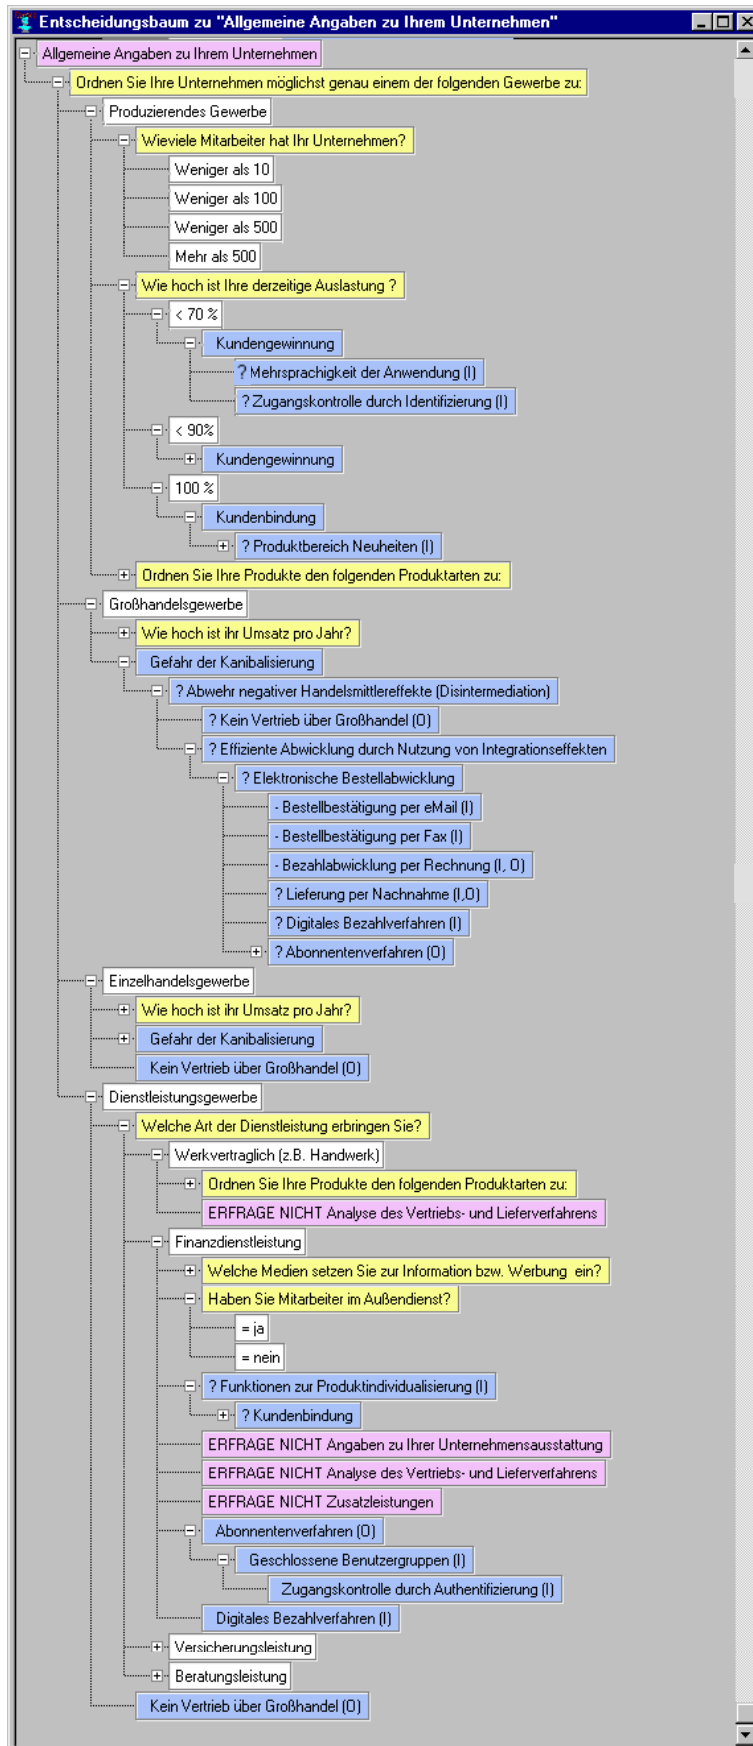 Entscheidungsbaum zu "Allgemeine Angaben zu Ihrem Unternehmen"
Allgemeine Angaben zu Ihrem Unternehmen
Ordnen Sie Ihre Unternehmen möglichst genau einem der folgenden Gewerbe zu:
Produzierendes Gewerbe
Wieviele Mitarbeiter hat Ihr Unternehmen?
Weniger als 10
Weniger als 100
Weniger als 500
Mehr als 500
Wie hoch ist Ihre derzeitige Auslastung ?
< 70 %
Kundengewinnung
? Mehrsprachigkeit der Anwendung (I)
? Zugangskontrolle durch Identifizierung (I)
< 90%
Kundengewinnung
100 %
Kundenbindung
? Produktbereich Neuheiten (I)
Ordnen Sie Ihre Produkte den folgenden Produktarten zu:
Großhandelsgewerbe
Wie hoch ist ihr Umsatz pro Jahr?
Gefahr der Kanibalisierung
? Abwehr negativer Handelsmittlereffekte (Disintermediation)
? Kein Vertrieb über Großhandel (O)
? Effiziente Abwicklung durch Nutzung von Integrationseffekten
? Elektronische Bestellabwicklung
- Bestellbestätigung per eMail (I)
- Bestellbestätigung per Fax (I)
- Bezahlabwicklung per Rechnung (I, O)
? Lieferung per Nachnahme (I,O)
? Digitales Bezahlverfahren (I)
? Abonnentenverfahren (O)
Einzelhandelsgewerbe
Wie hoch ist ihr Umsatz pro Jahr?
Gefahr der Kanibalisierung
Kein Vertrieb über Großhandel (O)
Dienstleistungsgewerbe
Welche Art der Dienstleistung erbringen Sie?
Werkvertraglich (z.B. Handwerk)
Ordnen Sie Ihre Produkte den folgenden Produktarten zu:
ERFRAGE NICHT Analyse des Vertriebs- und Lieferverfahrens
Finanzdienstleistung
Welche Medien setzen Sie zur Information bzw. Werbung ein?
Haben Sie Mitarbeiter im Außendienst?
= ja
= nein
? Funktionen zur Produktindividualisierung (I)
? Kundenbindung
ERFRAGE NICHT Angaben zu Ihrer Unternehmensausstattung
ERFRAGE NICHT Analyse des Vertriebs- und Lieferverfahrens
ERFRAGE NICHT Zusatzleistungen
Abonnentenverfahren (O)
Geschlossene Benutzergruppen (I)
Zugangskontrolle durch Authentifizierung (I)
Digitales Bezahlverfahren (I)
Versicherungsleistung
Beratungsleistung
Kein Vertrieb über Großhandel (O)